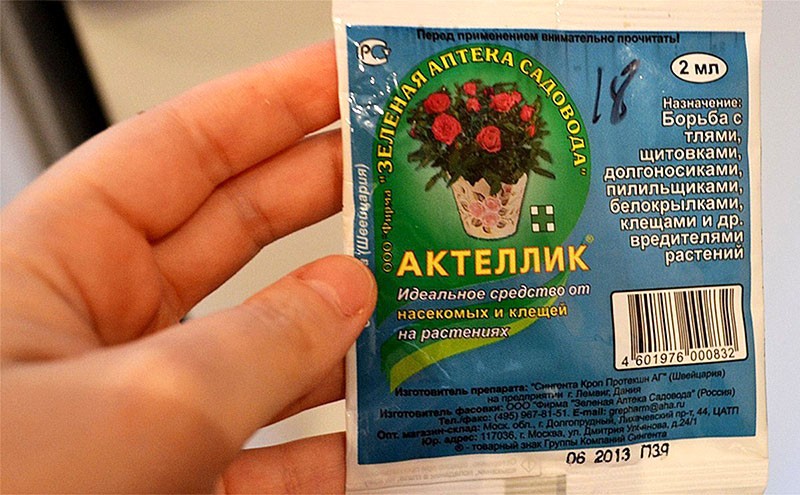 Перед применением внимательно прочитать!
РСТ
2 мл
18
ООО Фирма "ЗЕЛЕНАЯ АПТЕКА САДОВОДА"
(Швейцария)
Назначение:
Борьба с
тлями,
щитовками,
долгоносиками,
пилильщиками,
белокрылками,
клещами и др.
вредителями
растений
АКТЕЛЛИК®
Идеальное средство от
насекомых и клещей
на растениях
4 601976 000832
Изготовитель препарата: "Сингента Кроп Протекшн АГ" (Швейцария)
на предприятии г. Лемвиг, Дания
Изготовитель фасовки: ООО "Фирма "Зеленая Аптека Садовода" (Россия)
Тел./факс: (495) 967-81-51. E-mail: grepharm@aha.ru
Опт. магазин-склад: Моск. обл., г. Долгопрудный, Лихачевский пр-т, 44, ЦАТП
Юр. адрес: 117036, г. Москва, ул. Дмитрия Ульянова, д.24/1
® - товарный знак Группы Компаний Сингента
06 2013 П39